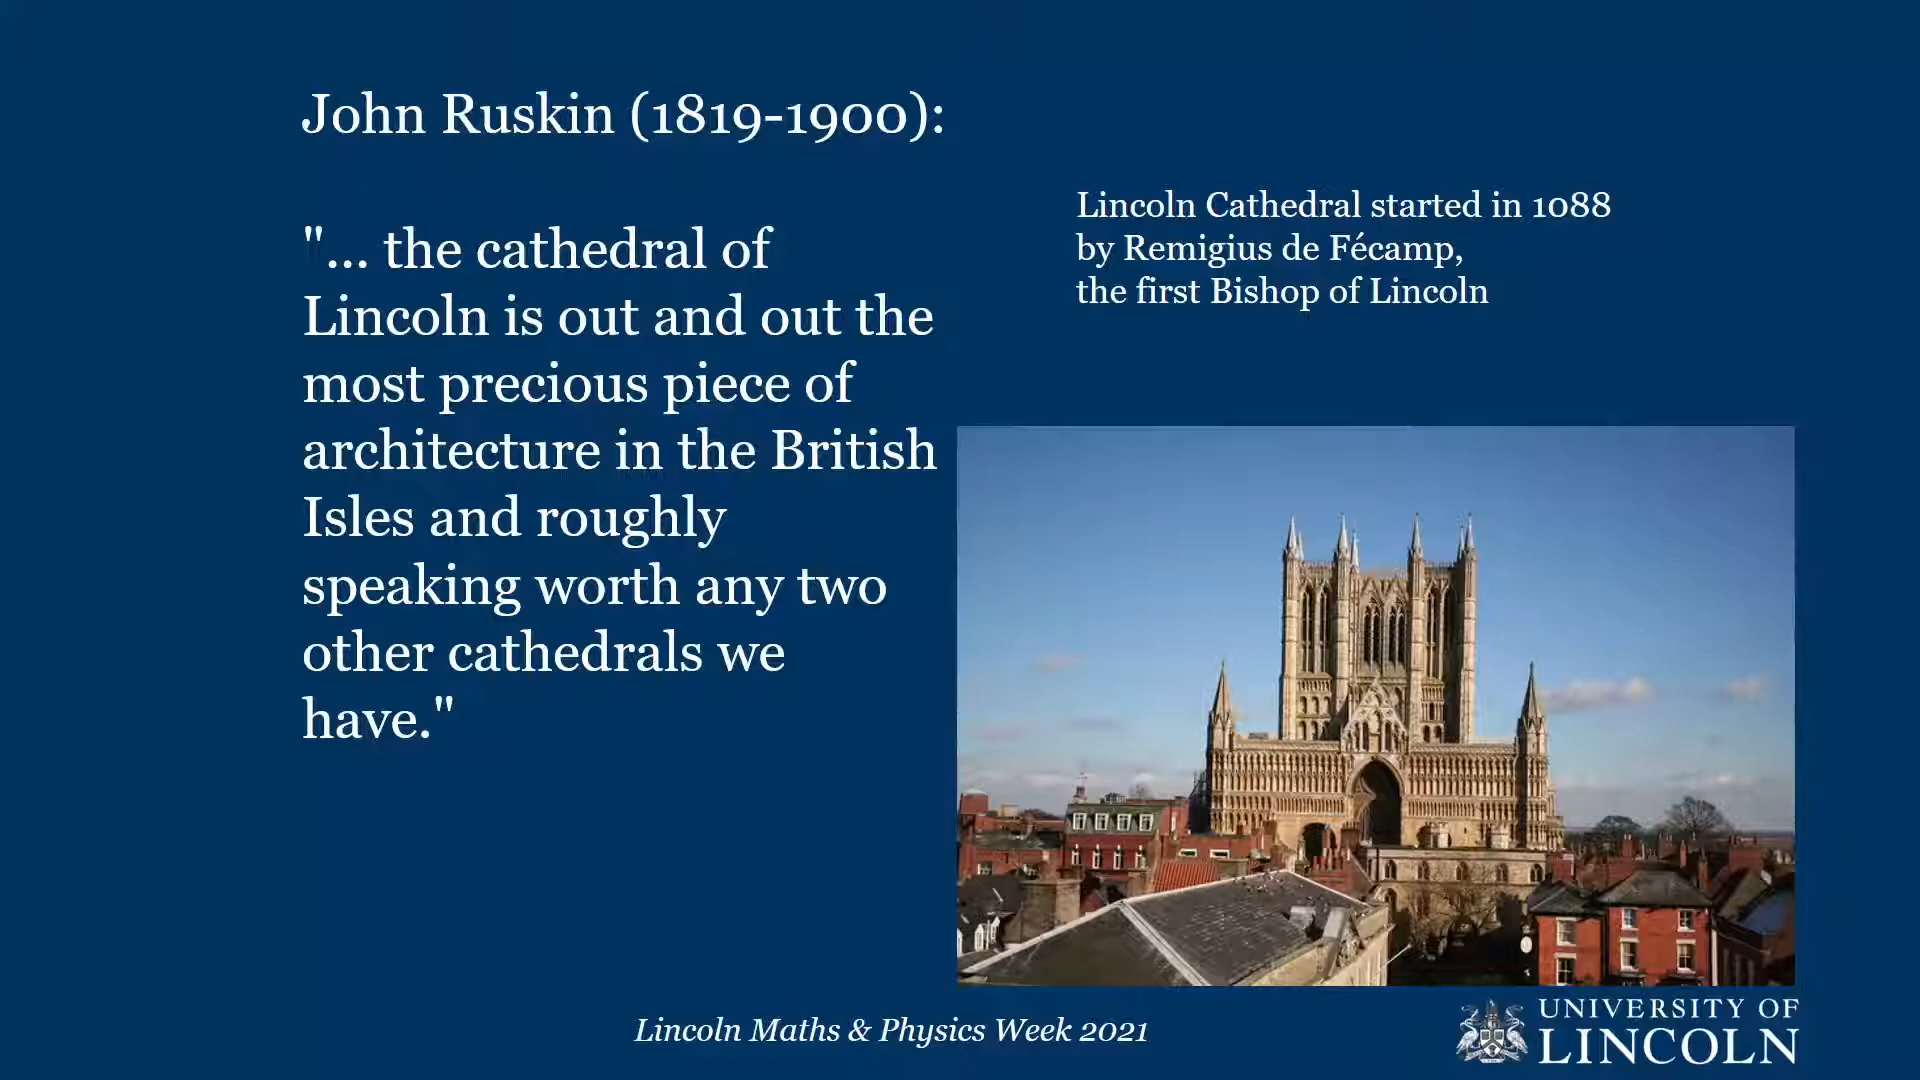 John Ruskin (1819-1900):
"... the cathedral of
Lincoln is out and out the
most precious piece of
architecture in the British
Isles and roughly
speaking worth any two
other cathedrals we
have."
Lincoln Cathedral started in 1088
by Remigius de Fécamp,
the first Bishop of Lincoln
Lincoln Maths & Physics Week 2021
UNIVERSITY OF
LINCOLN